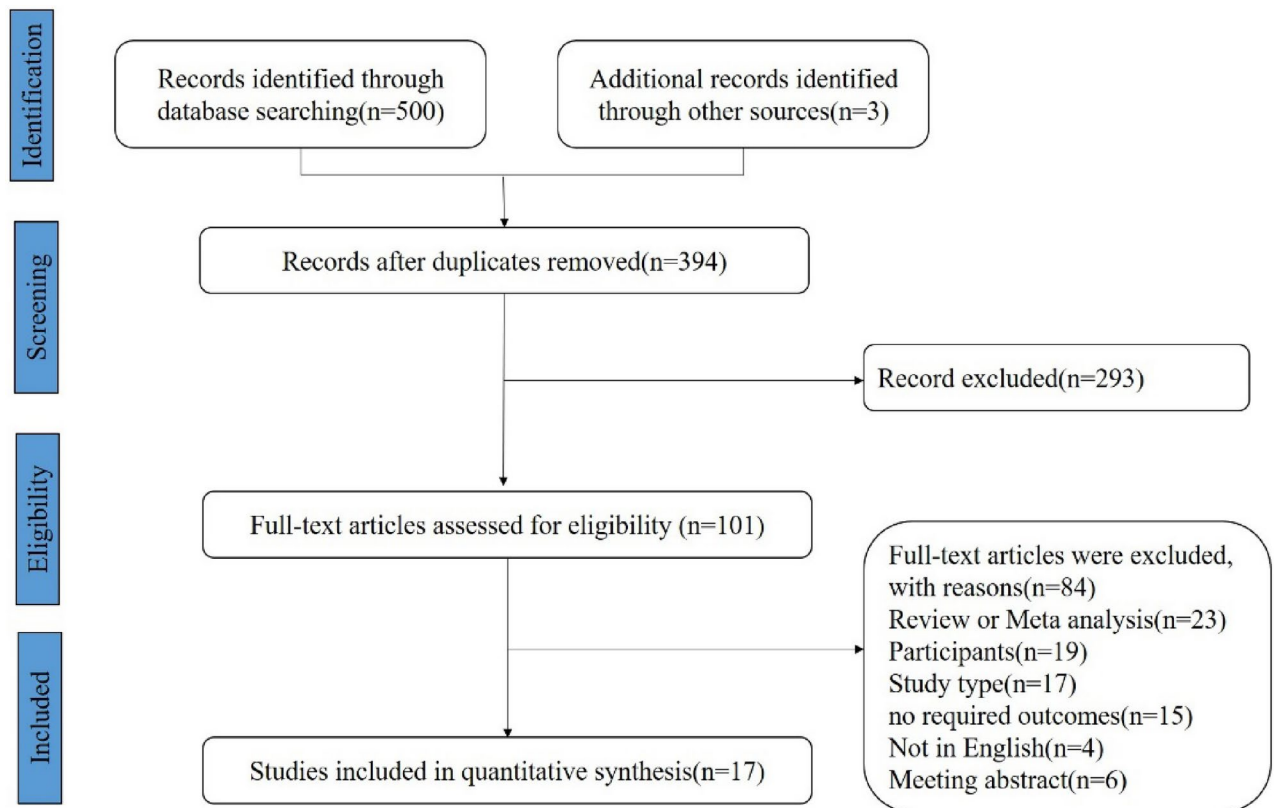 Identification
Records identified through
database searching(n=500)
Additional records identified
through other sources(n=3)
Screening
Records after duplicates removed(n=394)
Record excluded(n=293)
Eligibility
Full-text articles assessed for eligibility (n=101)
Full-text articles were excluded,
with reasons(n=84)
Review or Meta analysis(n=23)
Participants(n=19)
Study type(n=17)
no required outcomes(n=15)
Not in English(n=4)
Meeting abstract(n=6)
Included
Studies included in quantitative synthesis(n=17)